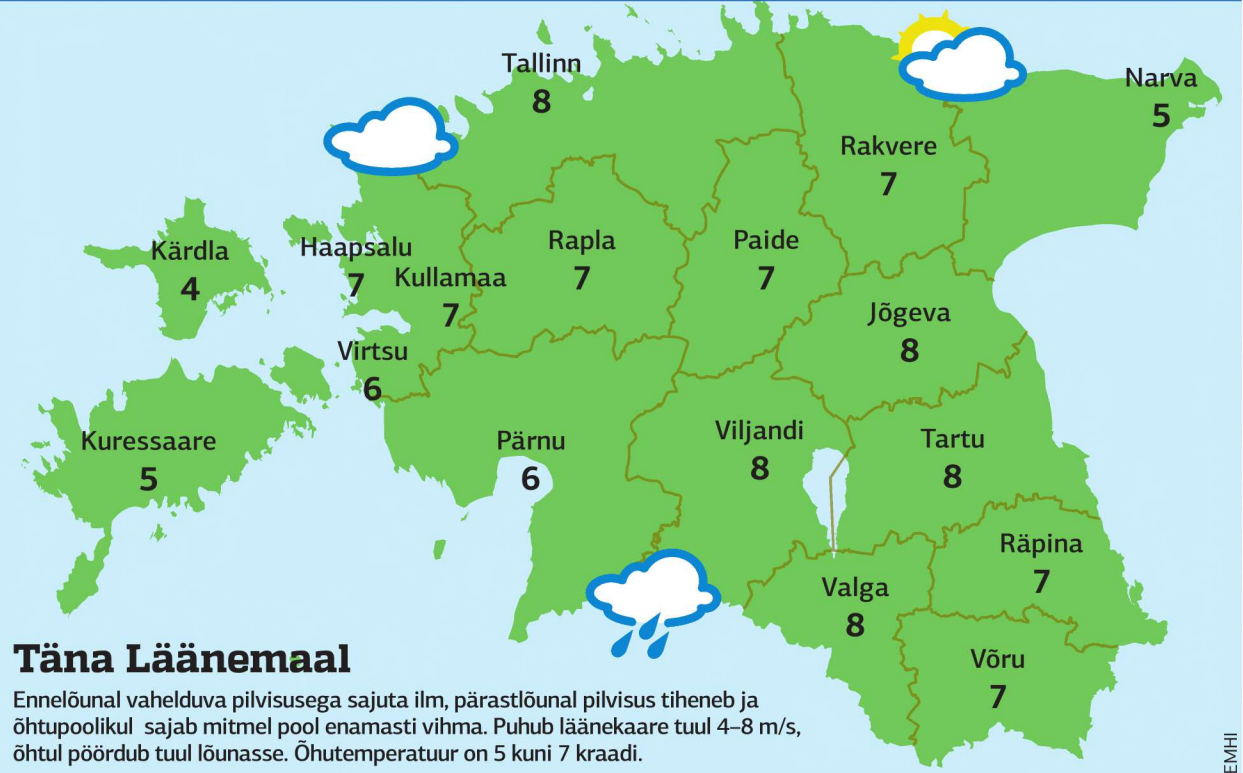 Tallinn
8
Narva
5
Rakvere
7
Kärdla
4
Haapsalu
7
Kullamaa
7
Rapla
7
Paide
7
Jõgeva
8
Virtsu
6
Kuressaare
5
Pärnu
6
Viljandi
8
Tartu
8
Räpina
7
Valga
8
Võru
7
Täna Läänemaal
Ennelõunal vahelduva pilvisusega sajuta ilm, pärastlõunal pilvisus tiheneb ja
õhtupoolikul sajab mitmel pool enamasti vihma. Puhub läänekaare tuul 4–8 m/s,
õhtul pöördub tuul lõunasse. Õhutemperatuur on 5 kuni 7 kraadi.
EMHI